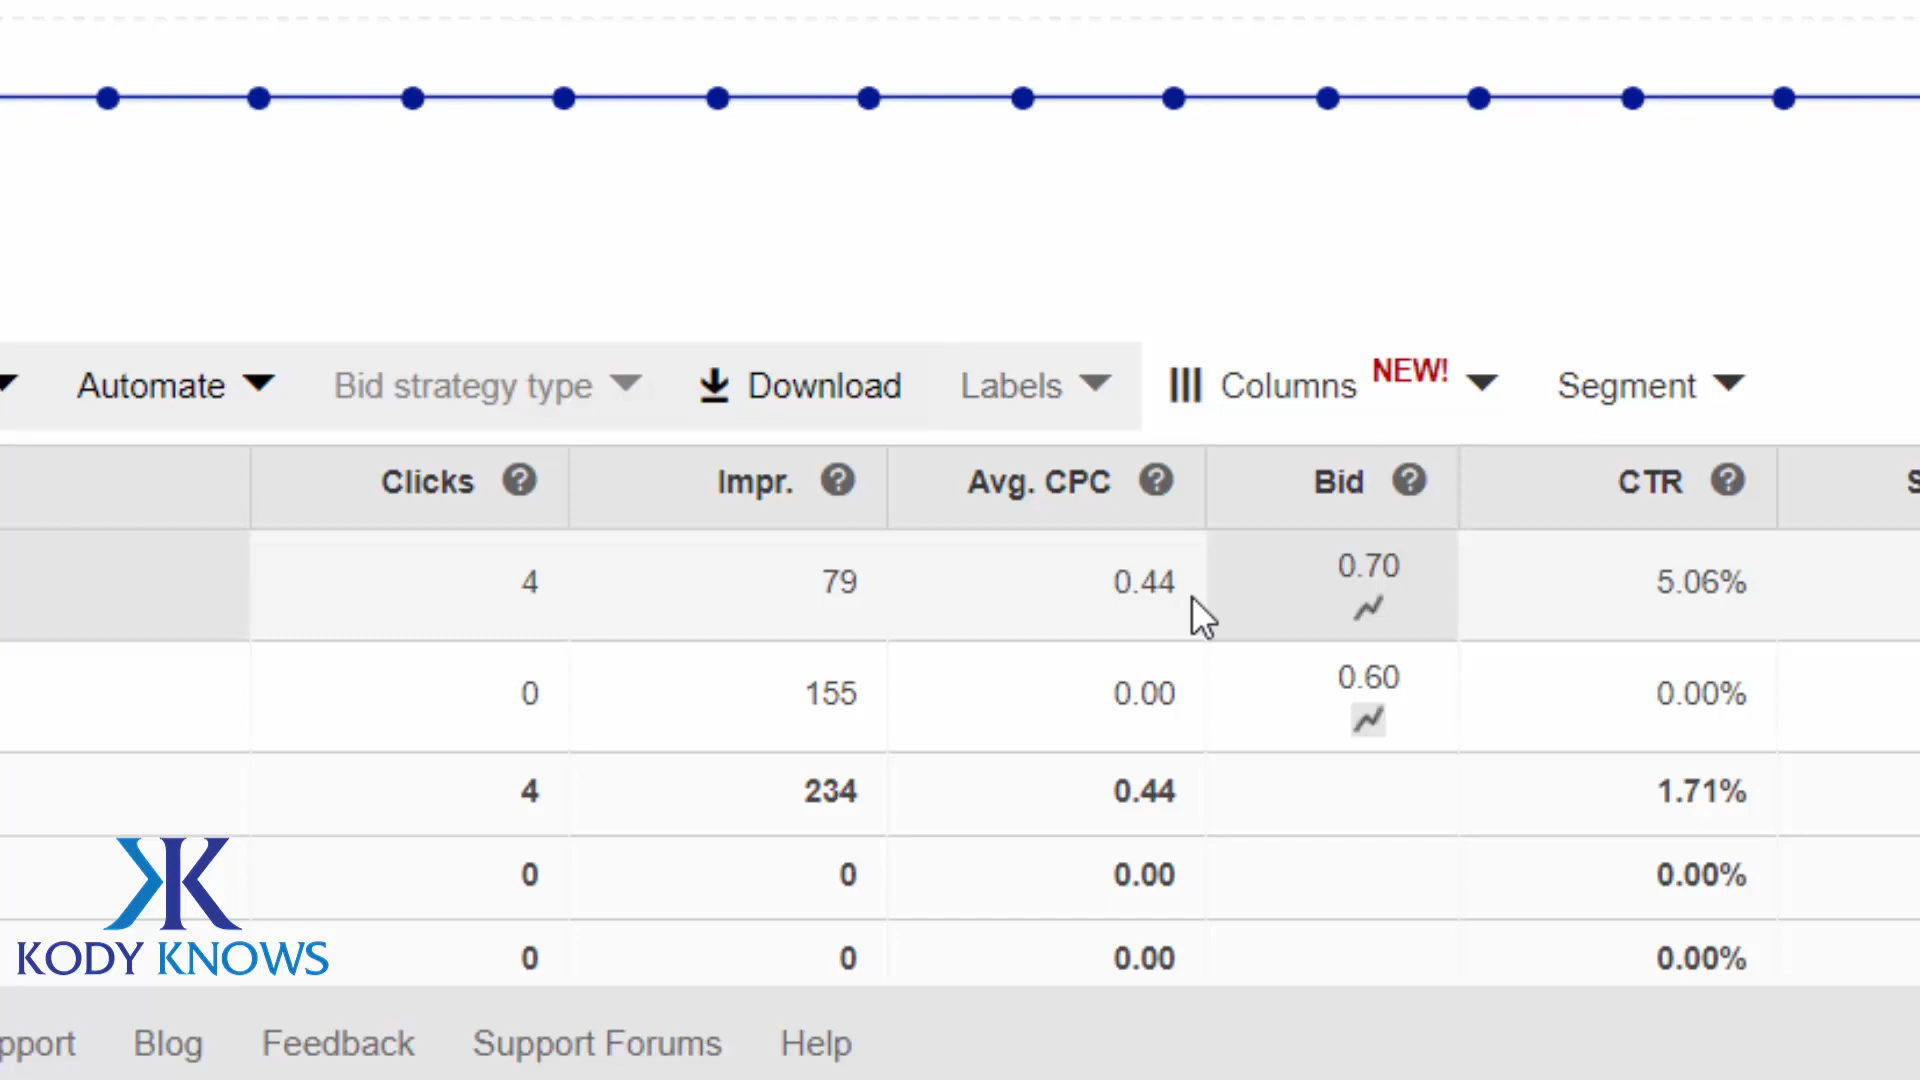 Automate Bid strategy type Download Labels Columns NEW! Segment
Clicks Impr. Avg. CPC Bid CTR
4 79 0.44 0.70 5.06%
0 155 0.00 0.60 0.00%
4 234 0.44 1.71%
0 0 0.00 0.00%
0 0 0.00 0.00%
KK
KODY KNOWS
pport Blog Feedback Support Forums Help